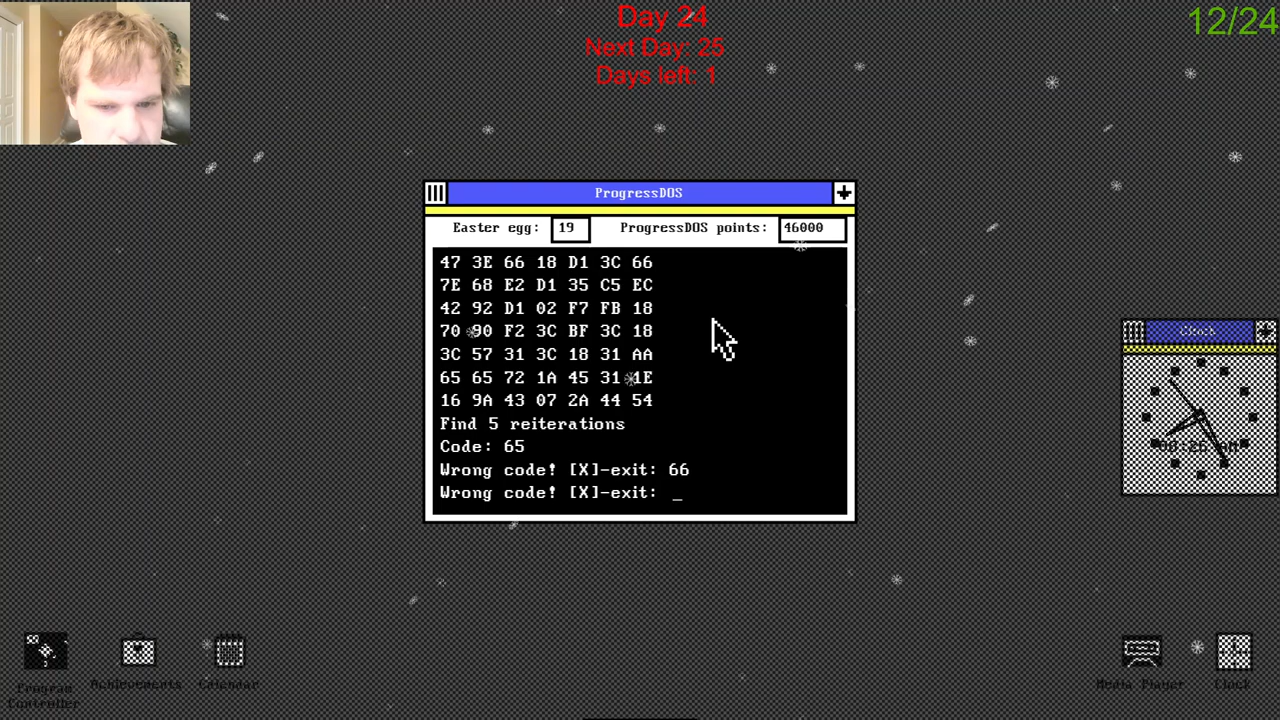 Day 24
Next Day: 25
Days left: 1
12/24
ProgressDOS
Easter egg: 19 ProgressDOS points: 46000
47 3E 66 18 D1 3C 66
7E 68 E2 D1 35 C5 EC
42 92 D1 02 F7 FB 18
70 90 F2 3C BF 3C 18
3C 57 31 3C 18 31 AA
65 65 72 1A 45 31 1E
16 9A 43 07 2A 44 54
Find 5 reiterations
Code: 65
Wrong code! [X]-exit: 66
Wrong code! [X]-exit: _
Clock
Program
Controller
Achievements
Calendar
Media Player
Clock